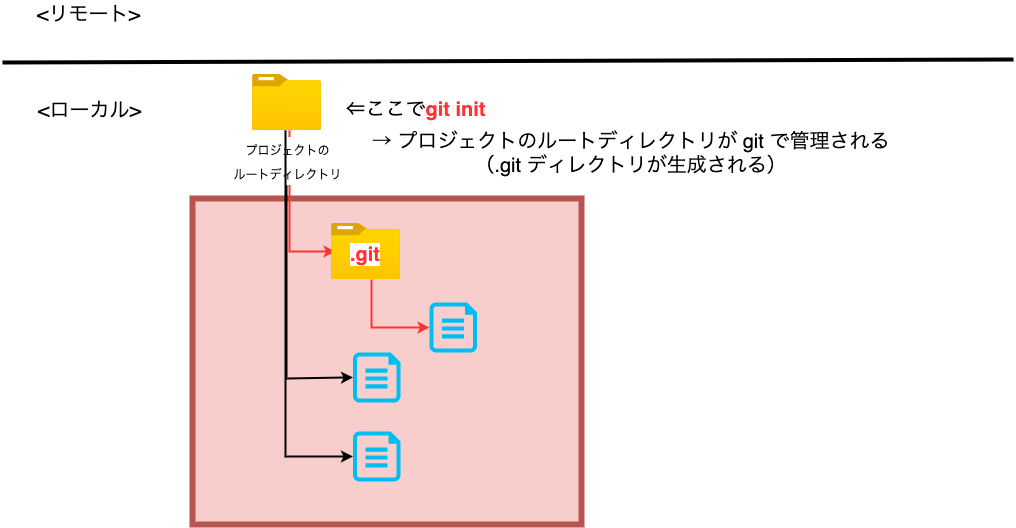 <リモート>
<ローカル>
⇐ここでgit init
→ プロジェクトのルートディレクトリが git で管理される
（.git ディレクトリが生成される）
プロジェクトの
ルートディレクトリ
.git